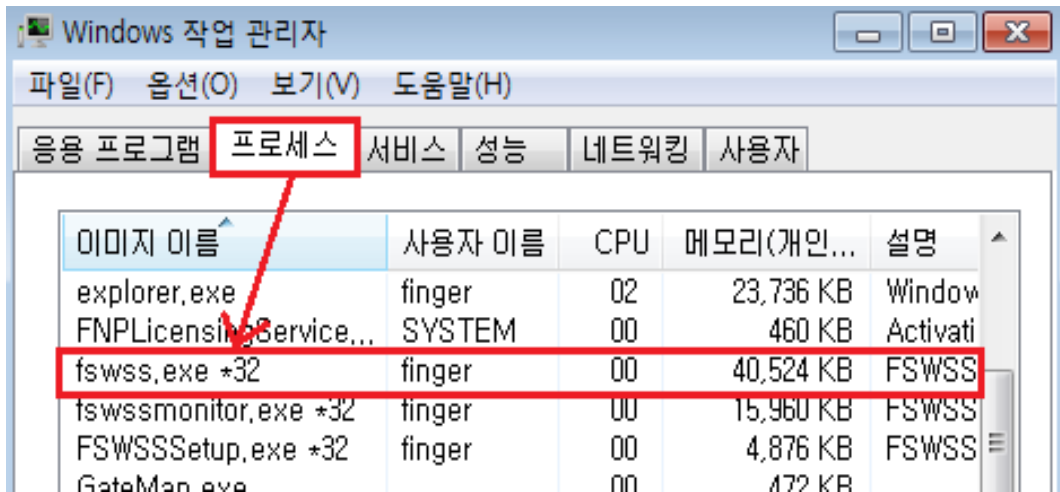 Windows 작업 관리자
파일(F) 옵션(O) 보기(V) 도움말(H)
응용 프로그램 프로세스 서비스 성능 네트워킹 사용자
이미지 이름 사용자 이름 CPU 메모리(개인... 설명
explorer.exe finger 02 23,736 KB Window
FNPLicensingService... SYSTEM 00 460 KB Activati
fswss.exe *32 finger 00 40,524 KB FSWSS
fswssmonitor.exe *32 finger 00 15,960 KB FSWSS
FSWSSSetup.exe *32 finger 00 4,876 KB FSWSS
GateMan.exe 00 472 KB